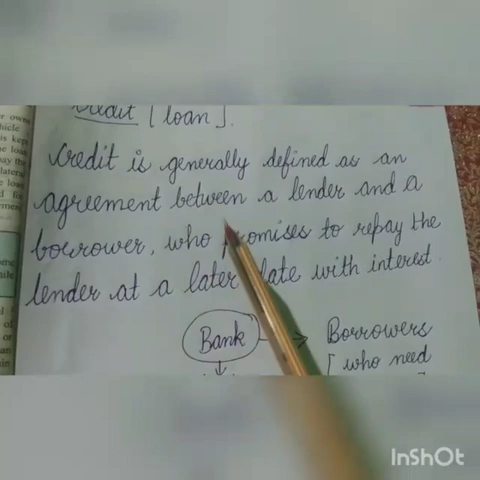 Credit [loan].
Credit is generally defined as an
agreement between a lender and a
borrower, who promises to repay the
lender at a later date with interest.
Bank
Borrowers
[who need
InShOt